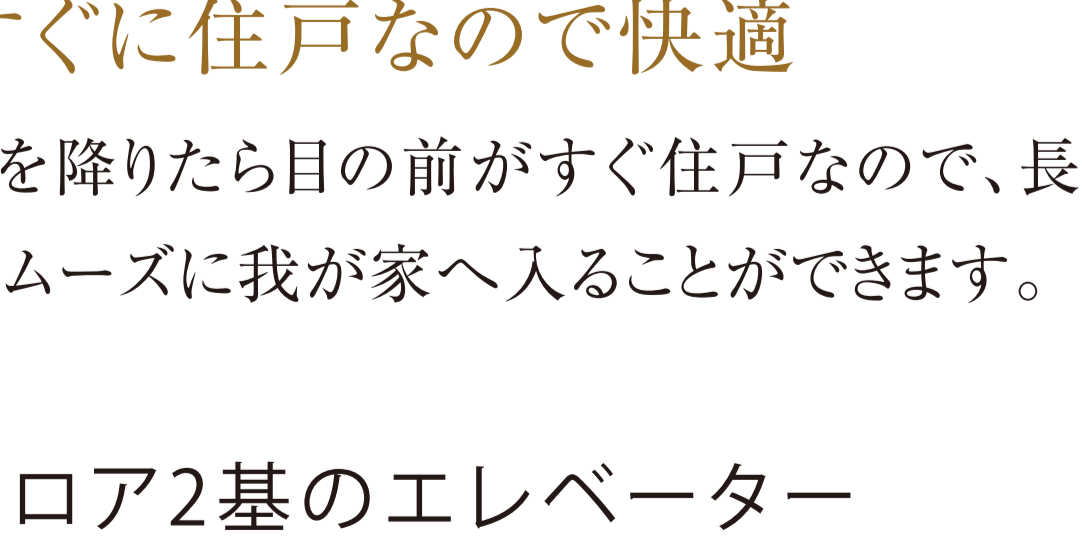 すぐに住戸なので快適
を降りたら目の前がすぐ住戸なので、長
ムーズに我が家へ入ることができます。
ロア2基のエレベーター